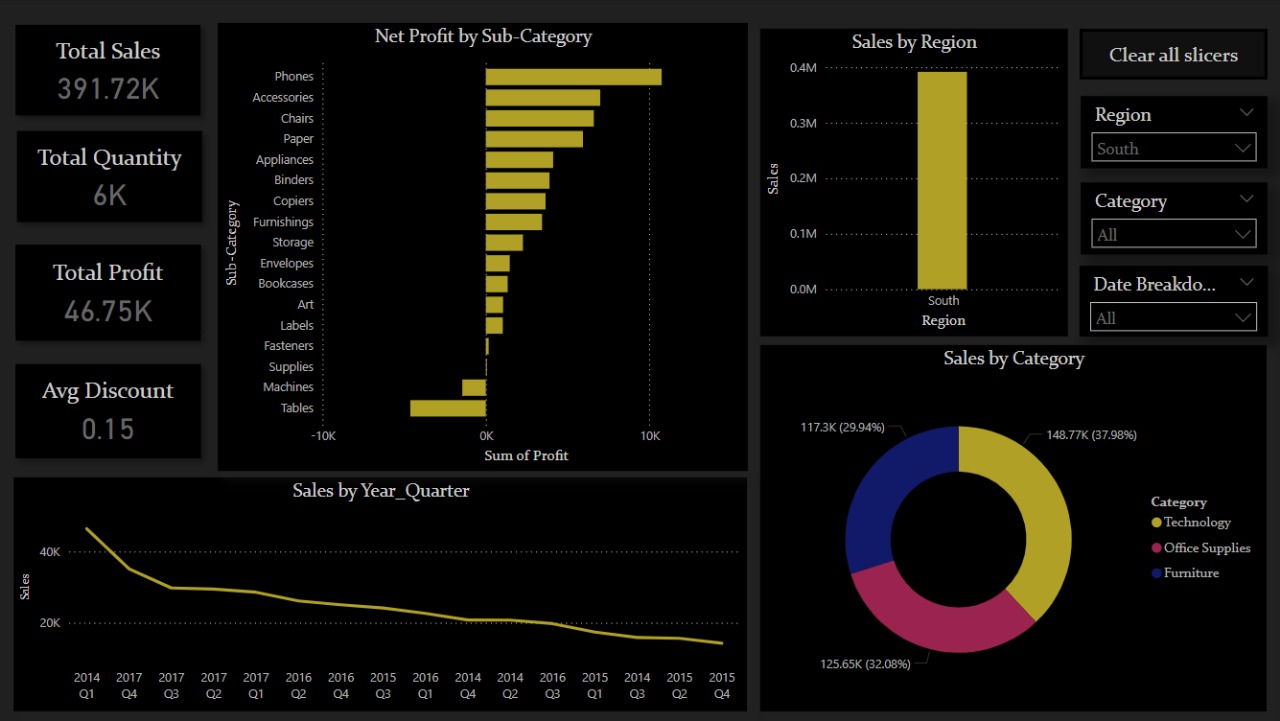 Total Sales
391.72K
Total Quantity
6K
Total Profit
46.75K
Avg Discount
0.15
Net Profit by Sub-Category
Sub-Category
Phones
Accessories
Chairs
Paper
Appliances
Binders
Copiers
Furnishings
Storage
Envelopes
Bookcases
Art
Labels
Fasteners
Supplies
Machines
Tables
-10K 0K 10K
Sum of Profit
Sales by Region
Sales
0.4M
0.3M
0.2M
0.1M
0.0M
South
Region
Clear all slicers
Region
South
Category
All
Date Breakdo...
All
Sales by Year_Quarter
Sales
40K
20K
2014 2017 2017 2017 2017 2016 2016 2015 2016 2014 2014 2016 2015 2014 2015 2015
Q1 Q4 Q3 Q2 Q1 Q2 Q4 Q3 Q1 Q4 Q2 Q3 Q1 Q3 Q2 Q4
Sales by Category
117.3K (29.94%)
148.77K (37.98%)
125.65K (32.08%)
Category
Technology
Office Supplies
Furniture